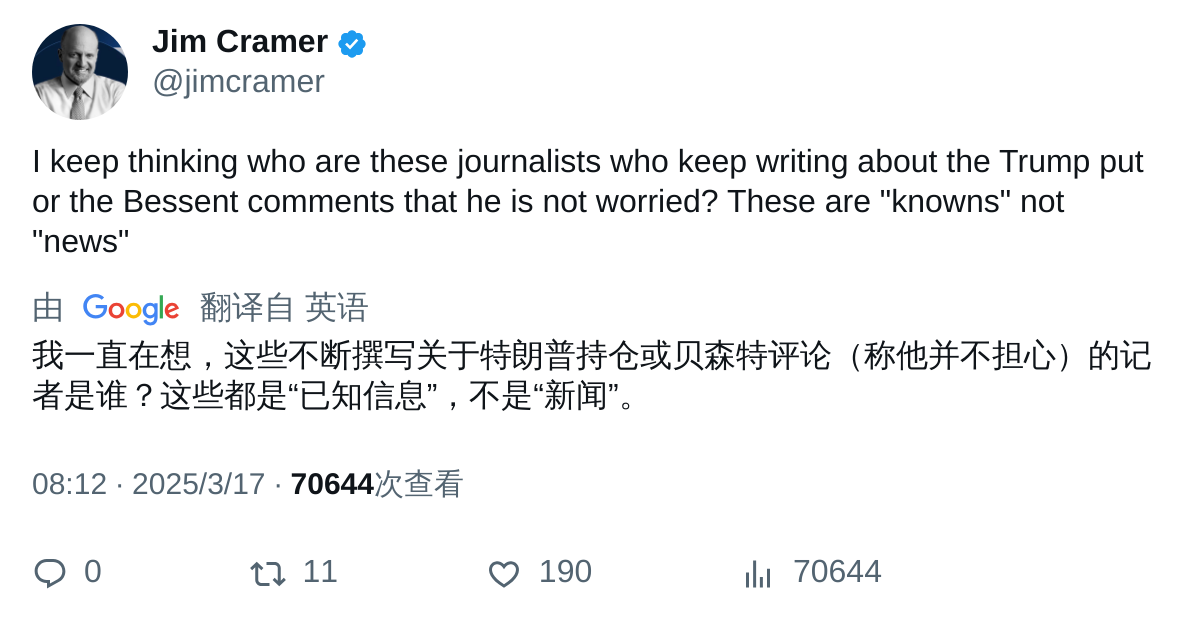 Jim Cramer
@jimcramer
I keep thinking who are these journalists who keep writing about the Trump put
or the Bessent comments that he is not worried? These are "knowns" not
"news"
由 Google 翻译自 英语
我一直在想，这些不断撰写关于特朗普持仓或贝森特评论（称他并不担心）的记
者是谁？这些都是“已知信息”，不是“新闻”。
08:12 · 2025/3/17 · 70644次查看
0 11 190 70644